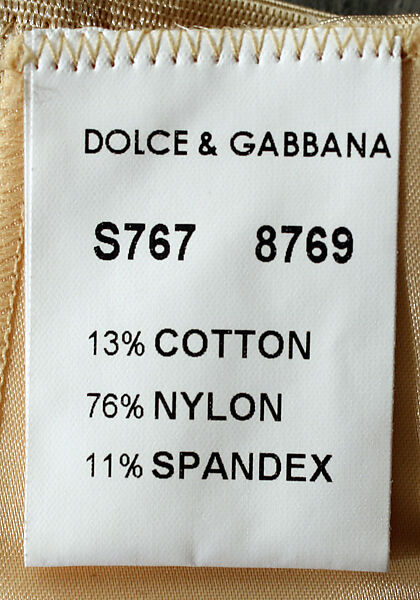 DOLCE & GABBANA
S767 8769
13% COTTON
76% NYLON
11% SPANDEX